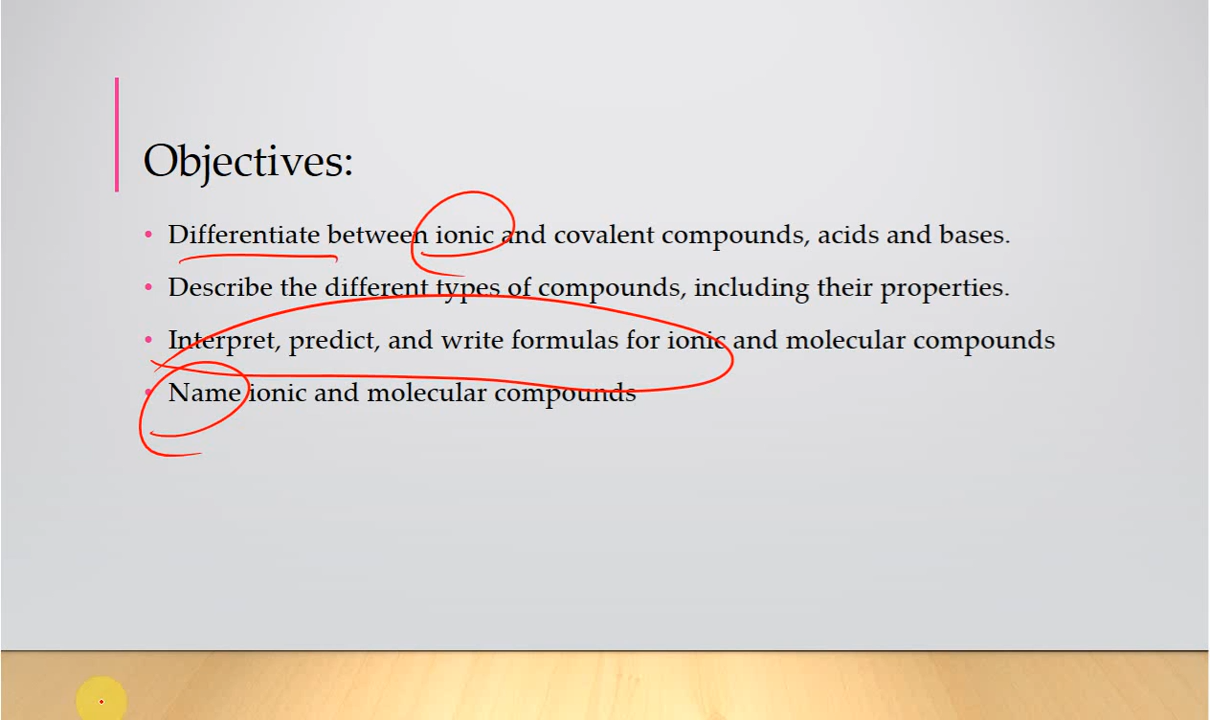 Objectives:
• Differentiate between ionic and covalent compounds, acids and bases.
• Describe the different types of compounds, including their properties.
• Interpret, predict, and write formulas for ionic and molecular compounds
• Name ionic and molecular compounds